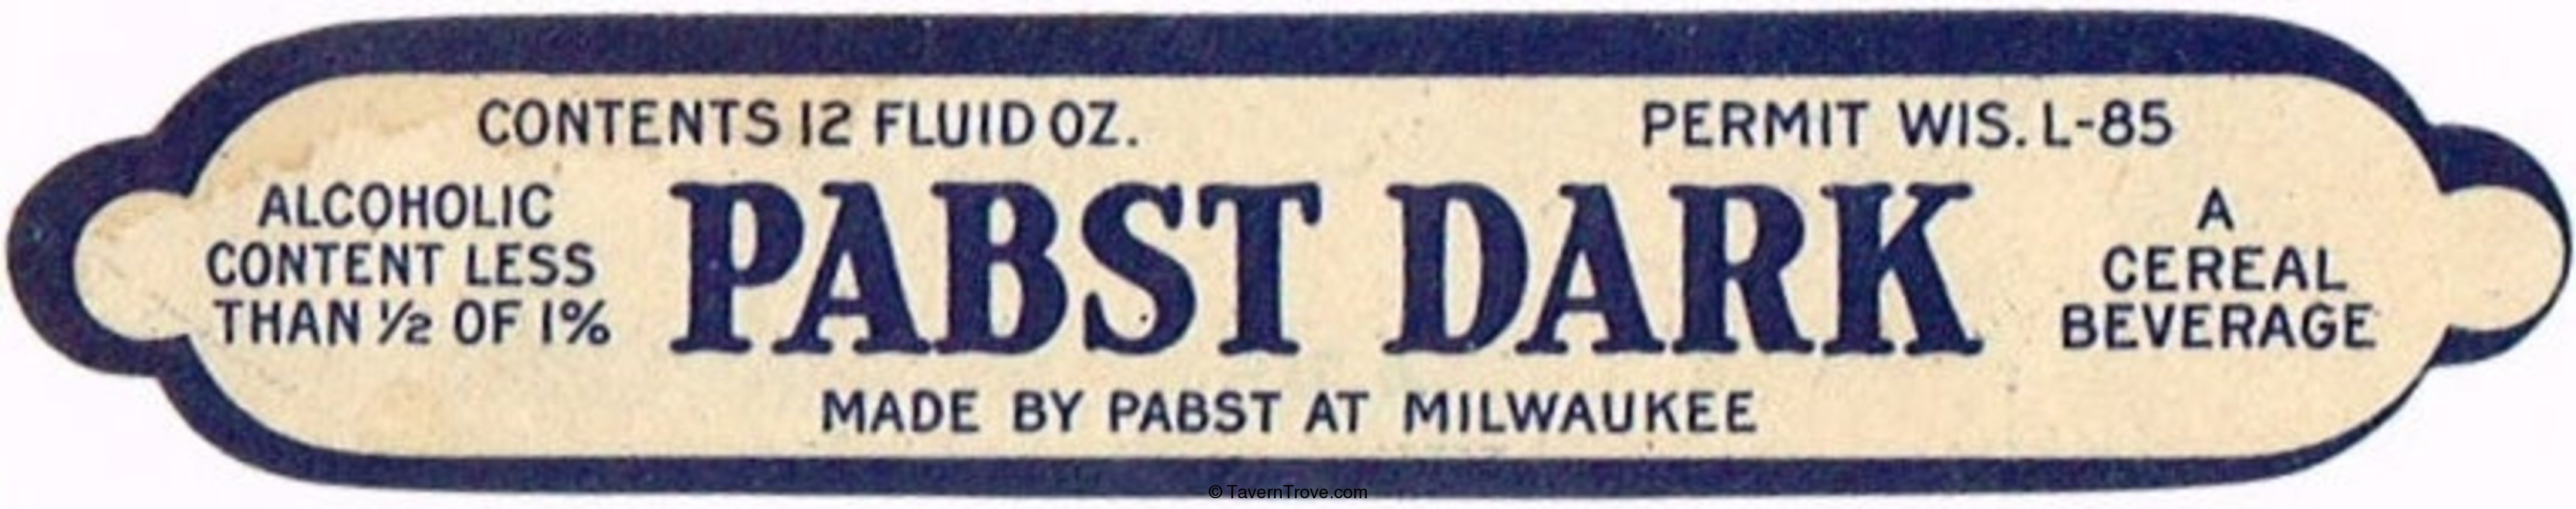 CONTENTS 12 FLUID OZ.
PERMIT WIS. L-85
ALCOHOLIC
CONTENT LESS
THAN ½ OF 1%
PABST DARK
A
CEREAL
BEVERAGE
MADE BY PABST AT MILWAUKEE
© TavernTrove.com